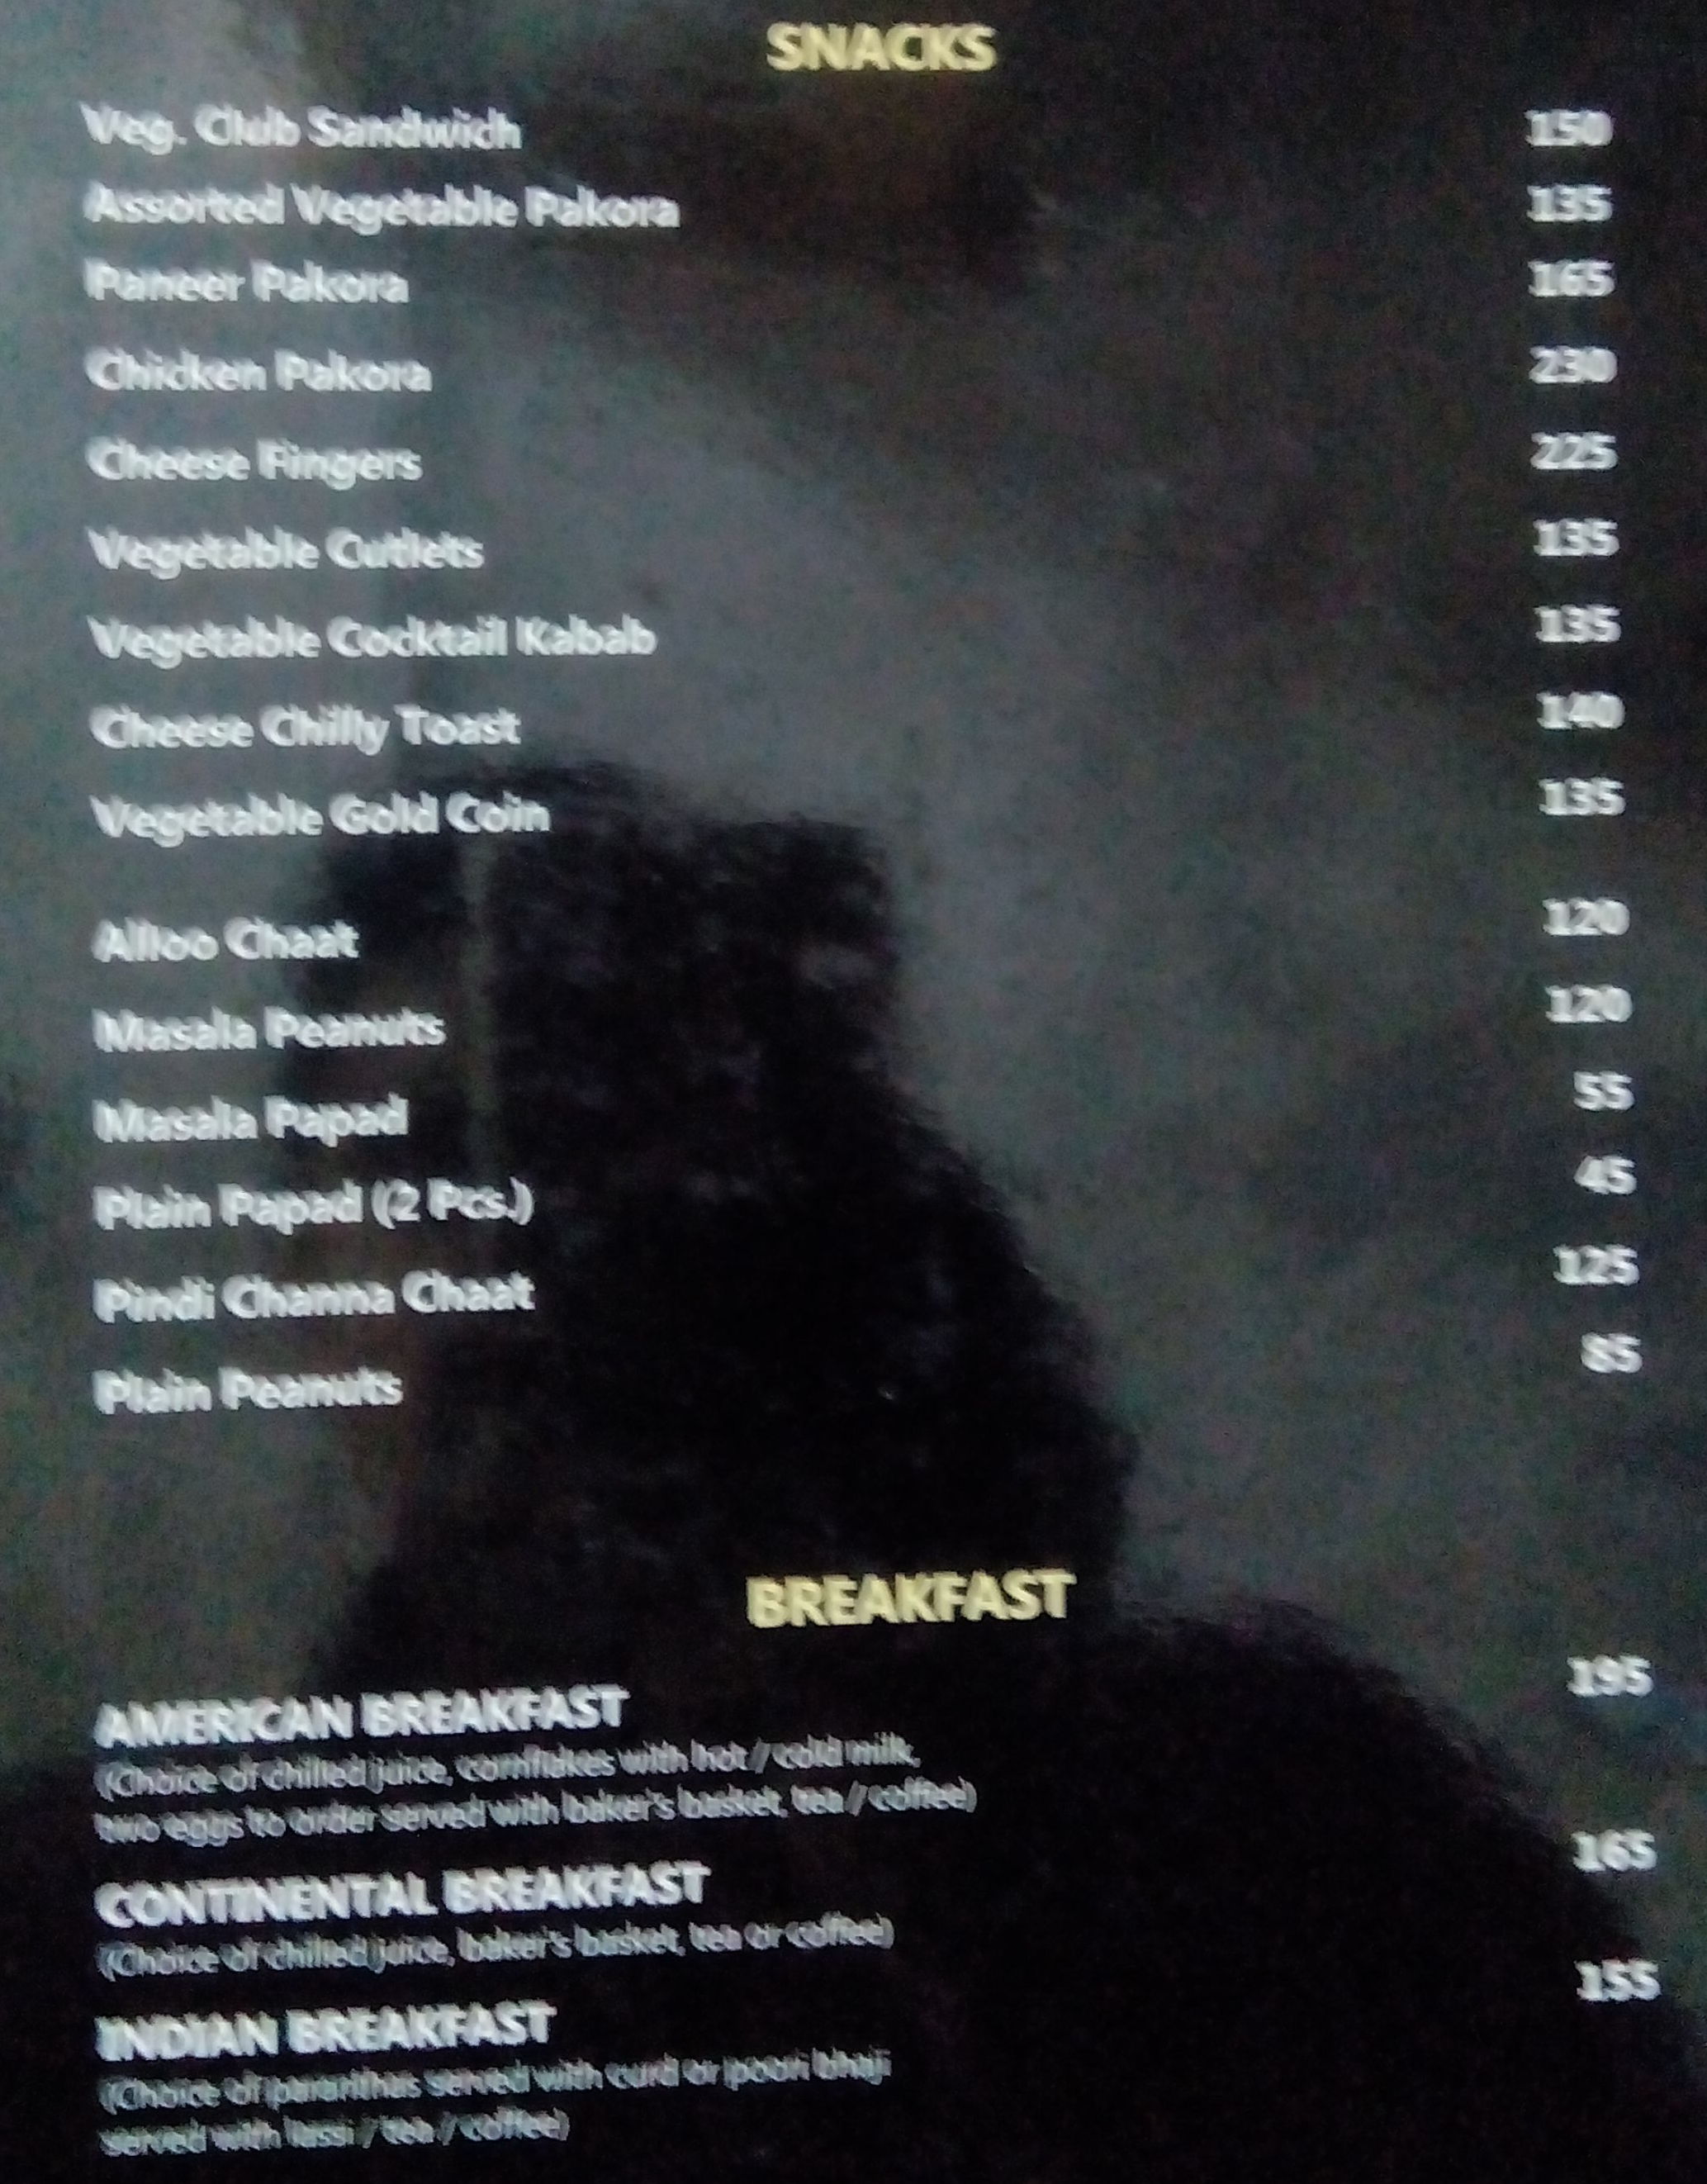 SNACKS
Veg. Club Sandwich 150
Assorted Vegetable Pakora 135
Paneer Pakora 165
Chicken Pakora 230
Cheese Fingers 225
Vegetable Cutlets 135
Vegetable Cocktail Kabab 135
Cheese Chilly Toast 140
Vegetable Gold Coin 135
Alloo Chaat 120
Masala Peanuts 120
Masala Papad 55
Plain Papad (2 Pcs.) 45
Pindi Channa Chaat 125
Plain Peanuts 85
BREAKFAST
AMERICAN BREAKFAST 195
(Choice of chilled juice, cornflakes with hot / cold milk,
two eggs to order served with baker's basket, tea / coffee)
CONTINENTAL BREAKFAST 165
(Choice of chilled juice, baker's basket, tea or coffee)
INDIAN BREAKFAST 155
(Choice of paranthas served with curd or poori bhaji
served with lassi / tea / coffee)